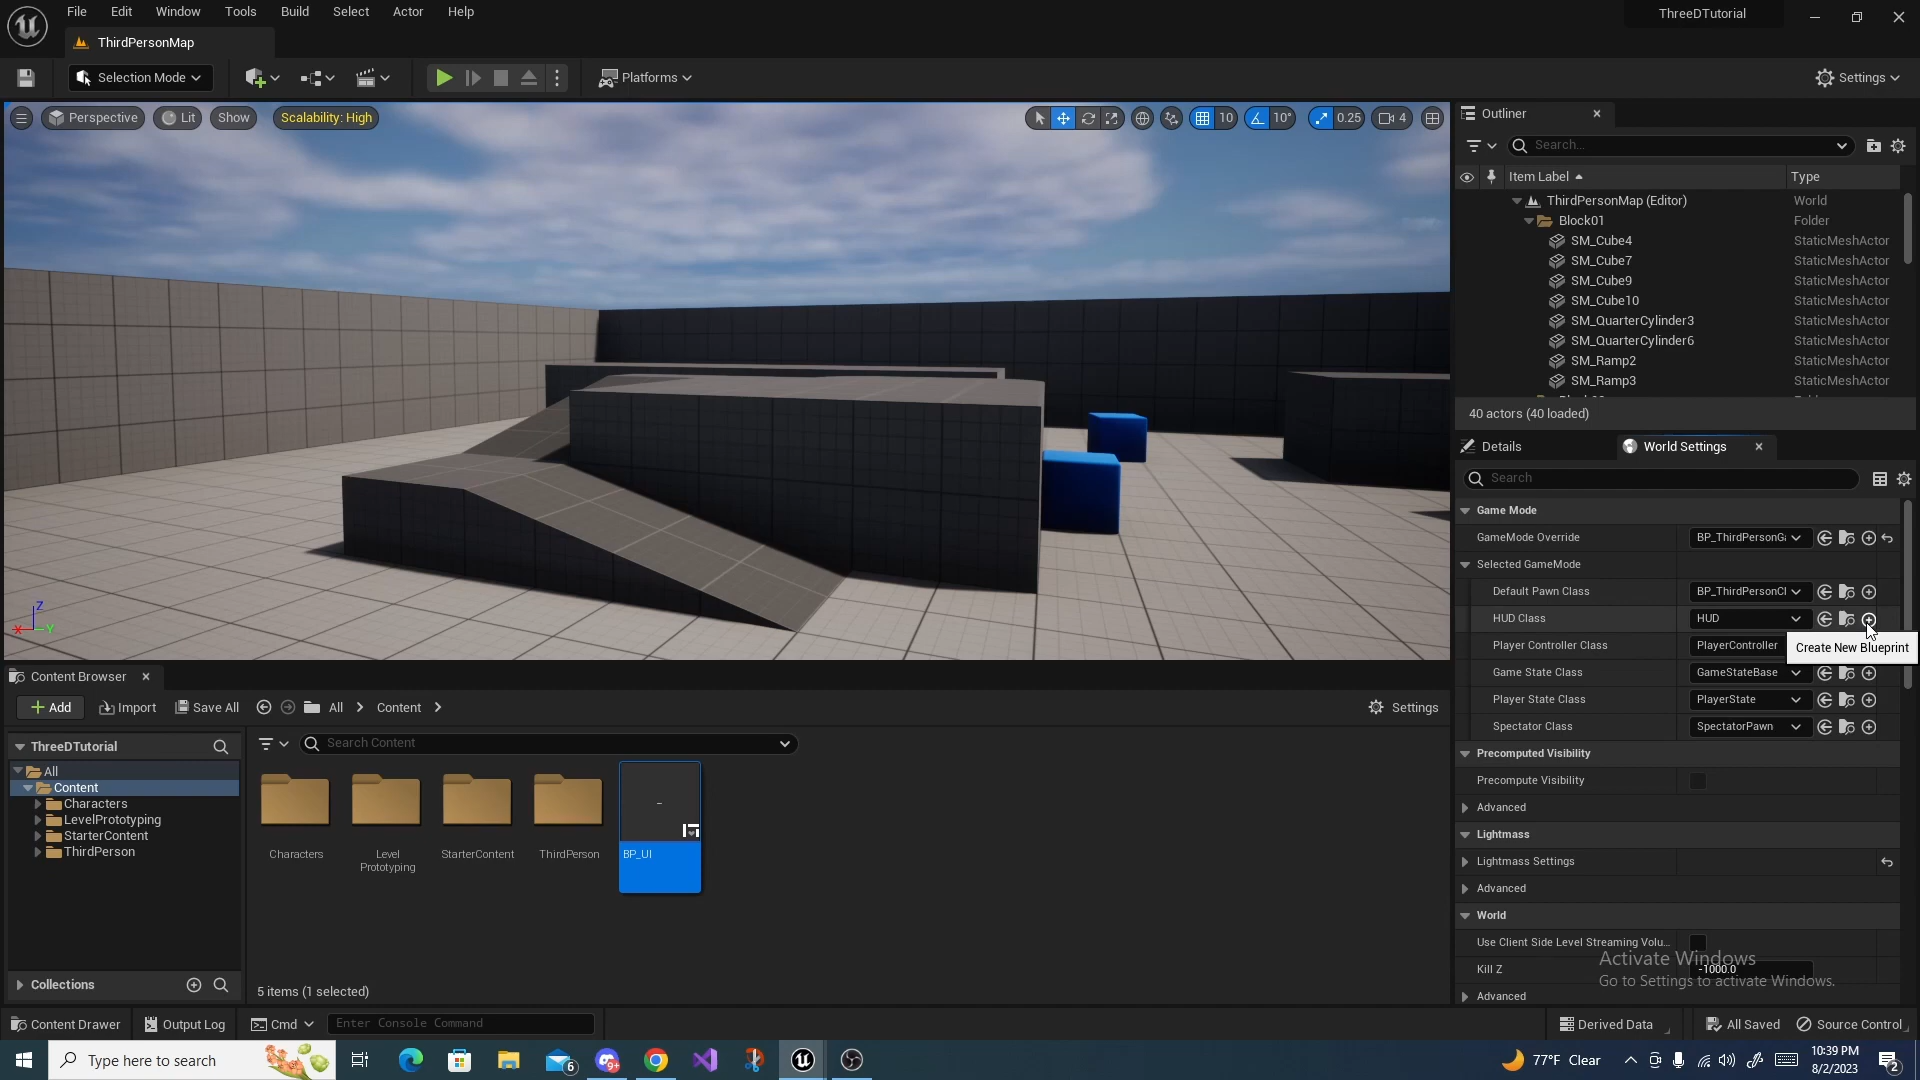 File Edit Window Tools Build Select Actor Help
ThreeDTutorial
ThirdPersonMap
Selection Mode
Platforms
Settings
Perspective Lit Show Scalability: High
10 10° 0.25 4
Outliner
Search...
Item Label Type
ThirdPersonMap (Editor) World
Block01 Folder
SM_Cube4 StaticMeshActor
SM_Cube7 StaticMeshActor
SM_Cube9 StaticMeshActor
SM_Cube10 StaticMeshActor
SM_QuarterCylinder3 StaticMeshActor
SM_QuarterCylinder6 StaticMeshActor
SM_Ramp2 StaticMeshActor
SM_Ramp3 StaticMeshActor
40 actors (40 loaded)
Details World Settings
Search
Game Mode
GameMode Override BP_ThirdPersonGa
Selected GameMode
Default Pawn Class BP_ThirdPersonCl
HUD Class HUD
Player Controller Class PlayerController
Create New Blueprint
Game State Class GameStateBase
Player State Class PlayerState
Spectator Class SpectatorPawn
Precomputed Visibility
Precompute Visibility
Advanced
Lightmass
Lightmass Settings
Advanced
World
Use Client Side Level Streaming Volu...
Kill Z -1000.0
Advanced
Activate Windows
Go to Settings to activate Windows.
Z
X Y
Content Browser
Add Import Save All All Content Settings
ThreeDTutorial
Search Content
All
Content
Characters
LevelPrototyping
StarterContent
ThirdPerson
Characters
Level
Prototyping
StarterContent
ThirdPerson
BP_UI
Collections
5 items (1 selected)
Content Drawer Output Log Cmd Enter Console Command Derived Data All Saved Source Control
Type here to search
6
9+
77°F Clear
10:39 PM
8/2/2023
2